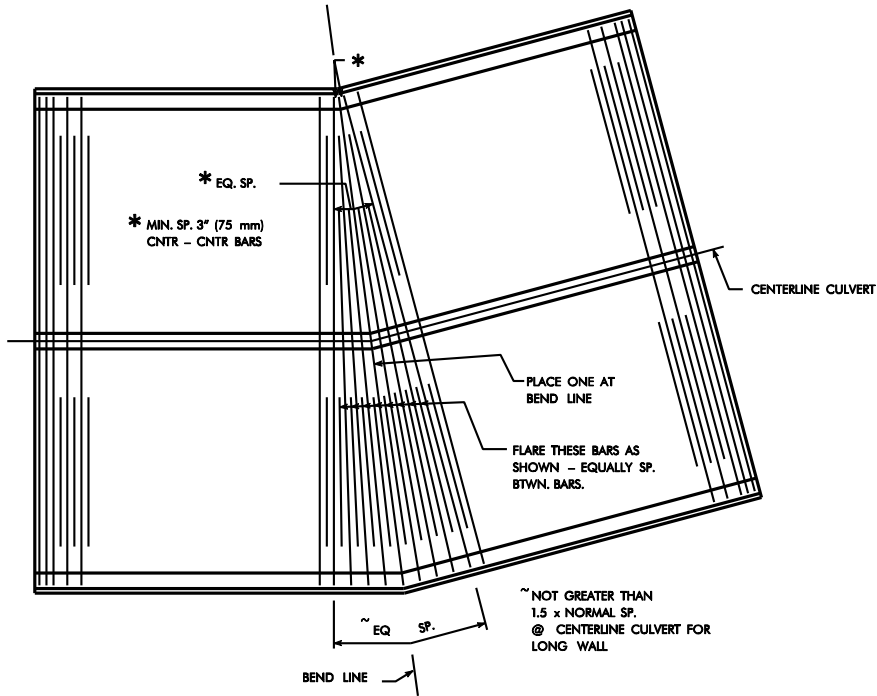 *
* EQ. SP.
* MIN. SP. 3" (75 mm)
CNTR – CNTR BARS
CENTERLINE CULVERT
PLACE ONE AT
BEND LINE
FLARE THESE BARS AS
SHOWN – EQUALLY SP.
BTWN. BARS.
~ NOT GREATER THAN
1.5 x NORMAL SP.
@ CENTERLINE CULVERT FOR
LONG WALL
~ EQ SP.
BEND LINE